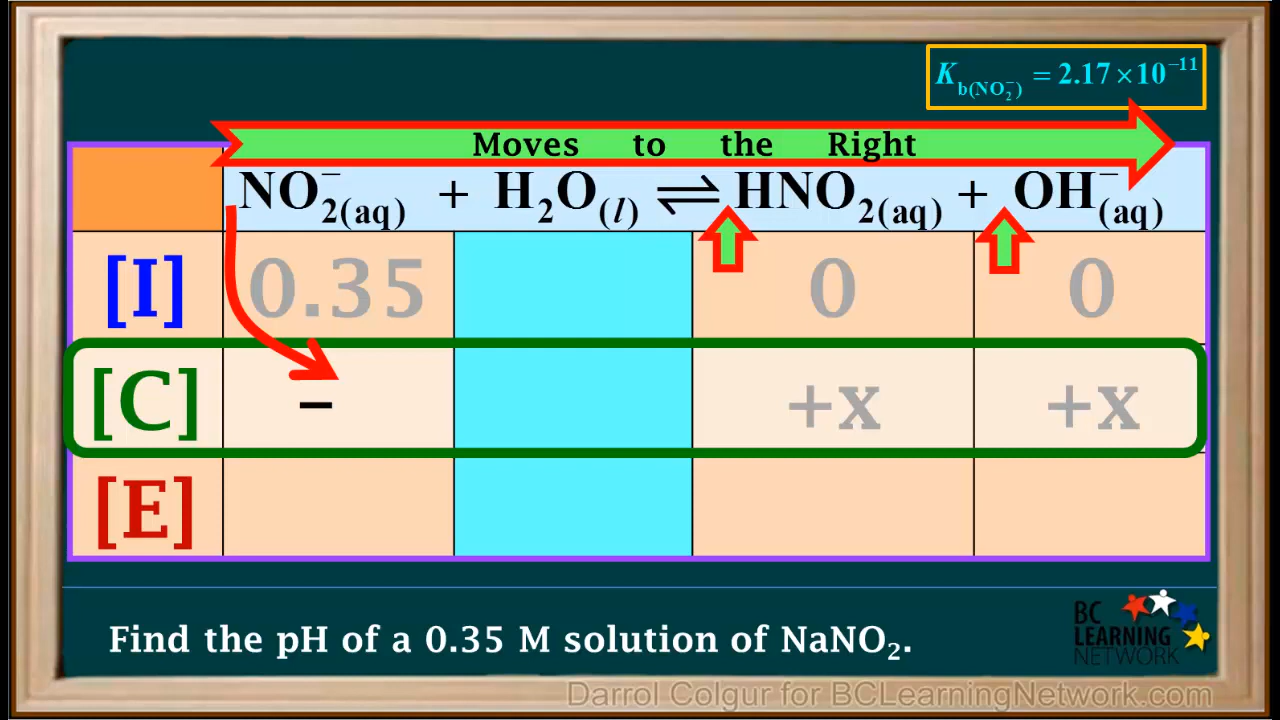 K b(NO₂⁻) = 2.17 × 10⁻¹¹
Moves to the Right
NO₂⁻(aq) + H₂O(l) ⇌ HNO₂(aq) + OH⁻(aq)
[I] 0.35 0 0
[C] – +x +x
[E]
Find the pH of a 0.35 M solution of NaNO₂.
BC
LEARNING
NETWORK
Darrol Colgur for BCLearningNetwork.com